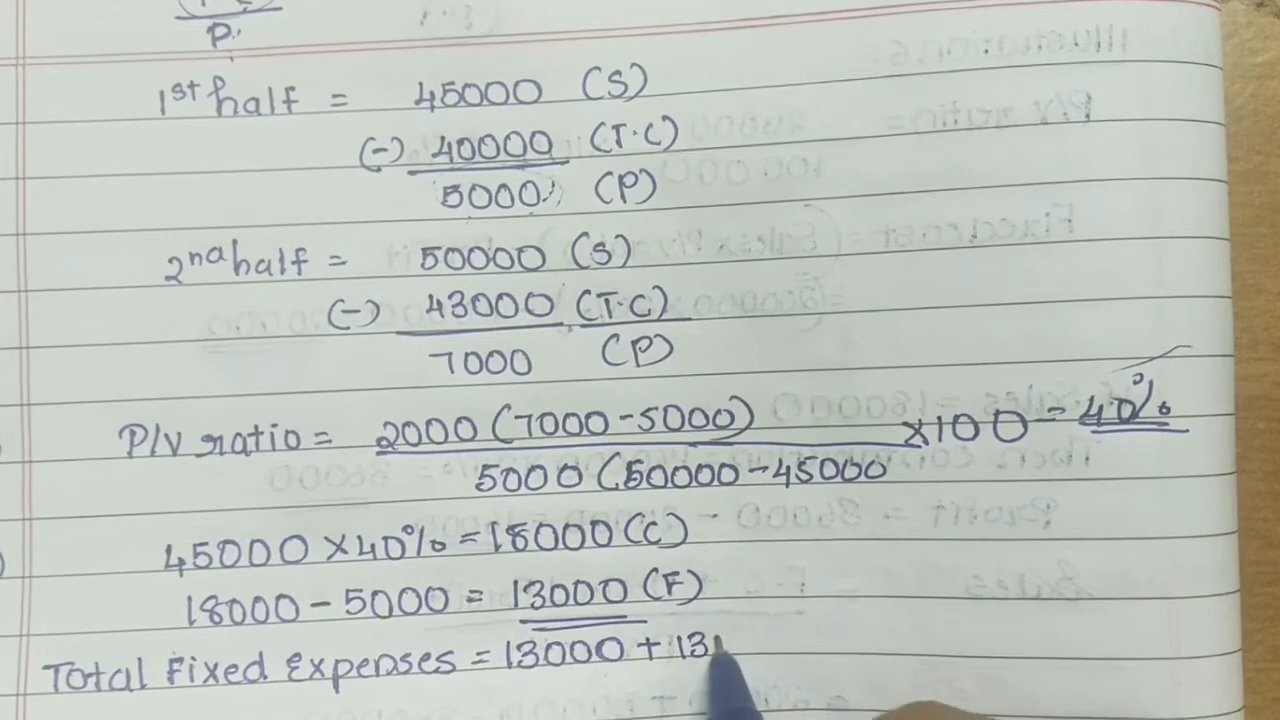 P.
1st half = 45000 (S)
(-) 40000 (T.C)
5000 (P)
2nd half = 50000 (S)
(-) 43000 (T.C)
7000 (P)
P/V ratio = 2000 (7000-5000) ×100 = 40%
5000 (50000-45000
45000 × 40% = 18000 (C)
18000 - 5000 = 13000 (F)
Total Fixed Expenses = 13000 + 13